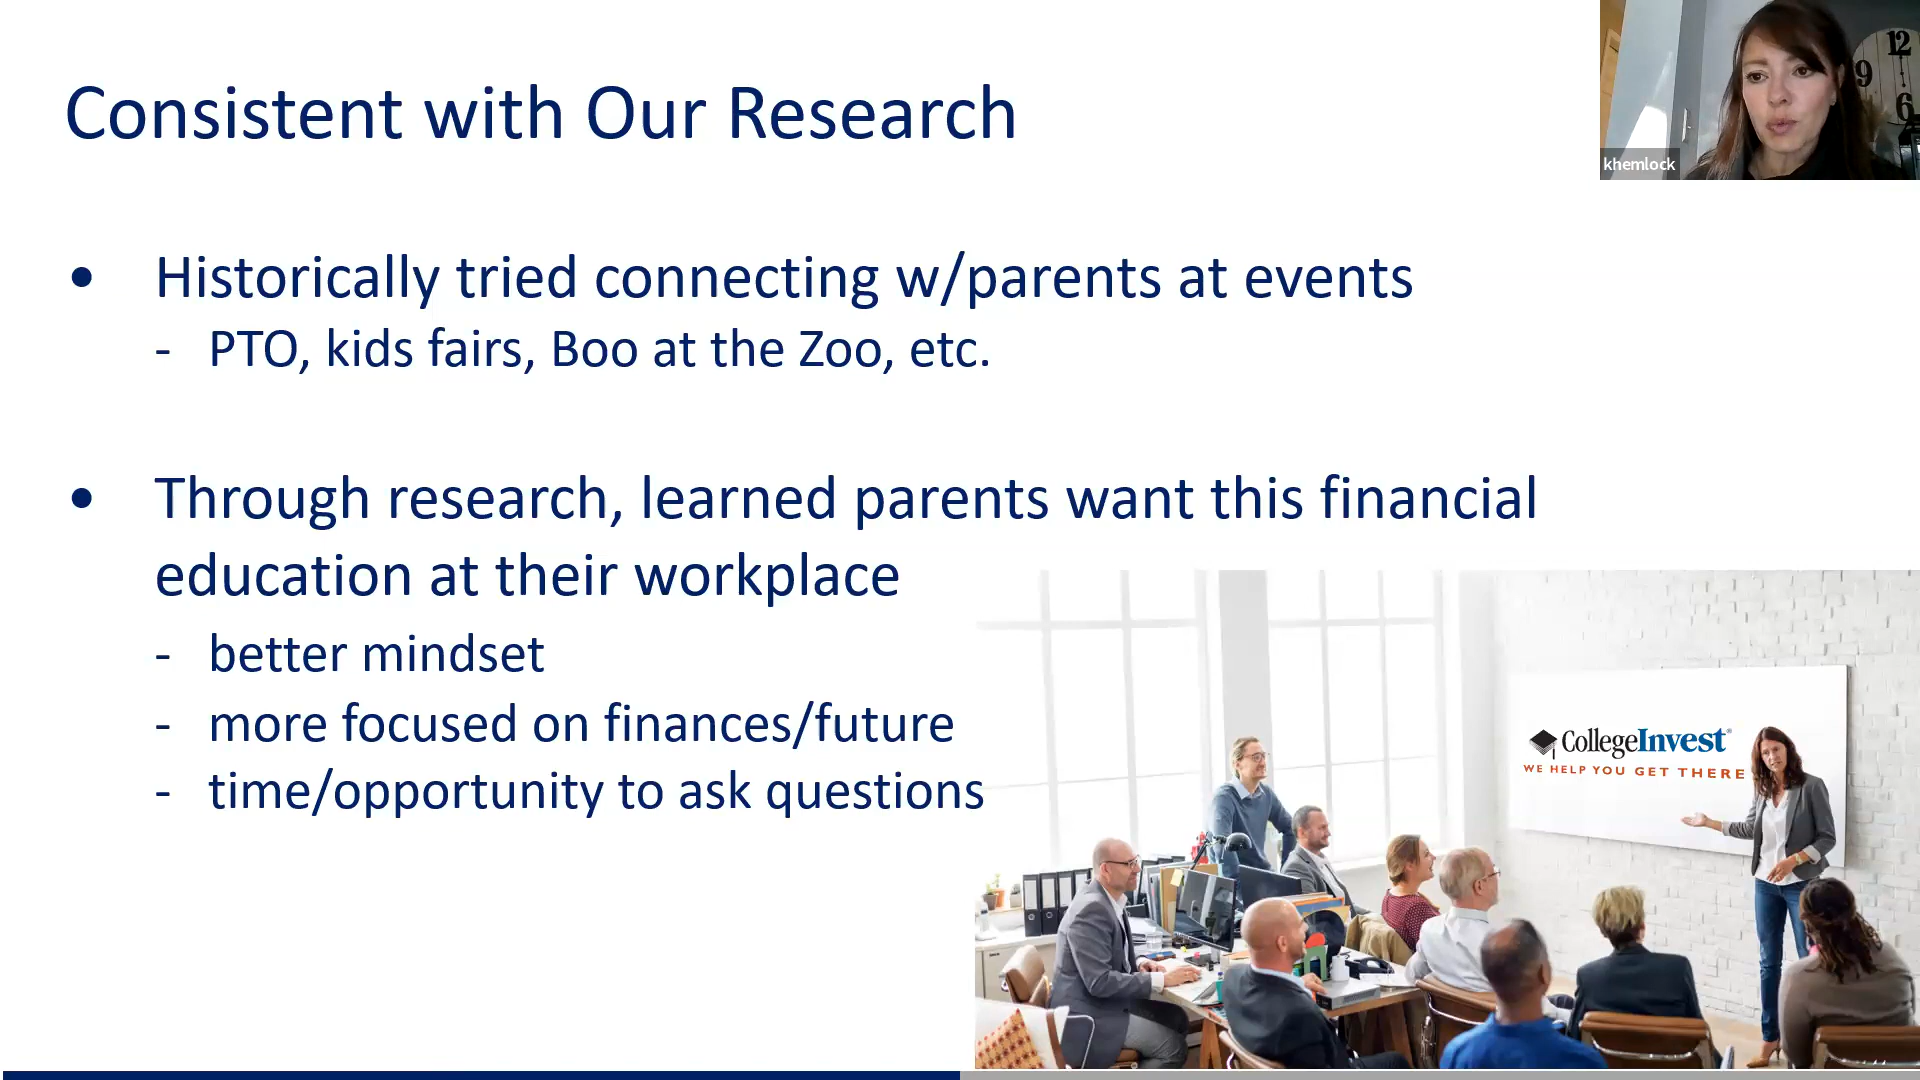 Consistent with Our Research
12
9
6
khemlock
• Historically tried connecting w/parents at events
- PTO, kids fairs, Boo at the Zoo, etc.
• Through research, learned parents want this financial
education at their workplace
- better mindset
- more focused on finances/future
- time/opportunity to ask questions
CollegeInvest®
WE HELP YOU GET THERE